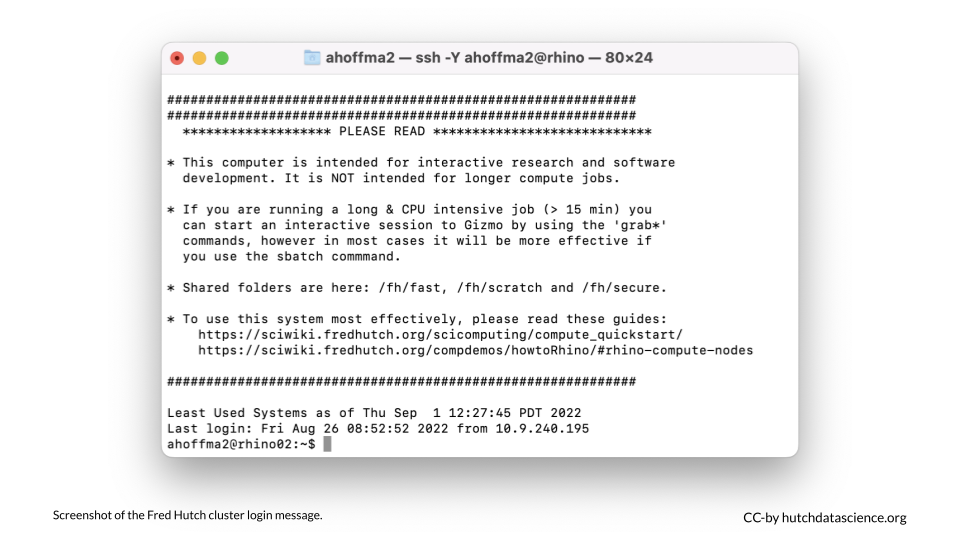 ahoffma2 — ssh -Y ahoffma2@rhino — 80×24
############################################################
############################################################
******************* PLEASE READ ****************************
* This computer is intended for interactive research and software
development. It is NOT intended for longer compute jobs.
* If you are running a long & CPU intensive job (> 15 min) you
can start an interactive session to Gizmo by using the 'grab*'
commands, however in most cases it will be more effective if
you use the sbatch commmand.
* Shared folders are here: /fh/fast, /fh/scratch and /fh/secure.
* To use this system most effectively, please read these guides:
https://sciwiki.fredhutch.org/scicomputing/compute_quickstart/
https://sciwiki.fredhutch.org/compdemos/howtoRhino/#rhino-compute-nodes
############################################################
Least Used Systems as of Thu Sep  1 12:27:45 PDT 2022
Last login: Fri Aug 26 08:52:52 2022 from 10.9.240.195
ahoffma2@rhino02:~$
Screenshot of the Fred Hutch cluster login message.
CC-by hutchdatascience.org